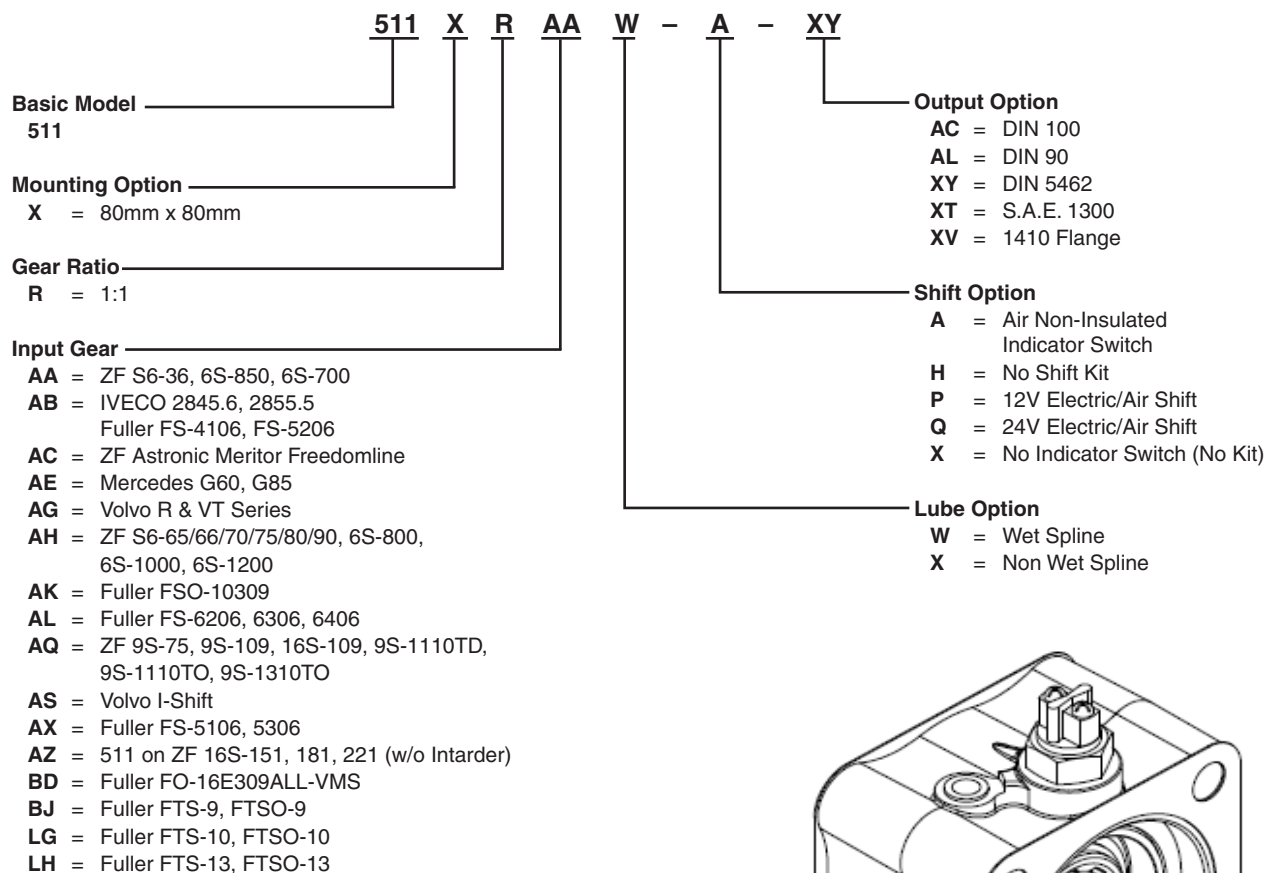 511 X R AA W – A – XY
Basic Model
511
Mounting Option
X = 80mm x 80mm
Gear Ratio
R = 1:1
Input Gear
AA = ZF S6-36, 6S-850, 6S-700
AB = IVECO 2845.6, 2855.5
Fuller FS-4106, FS-5206
AC = ZF Astronic Meritor Freedomline
AE = Mercedes G60, G85
AG = Volvo R & VT Series
AH = ZF S6-65/66/70/75/80/90, 6S-800,
6S-1000, 6S-1200
AK = Fuller FSO-10309
AL = Fuller FS-6206, 6306, 6406
AQ = ZF 9S-75, 9S-109, 16S-109, 9S-1110TD,
9S-1110TO, 9S-1310TO
AS = Volvo I-Shift
AX = Fuller FS-5106, 5306
AZ = 511 on ZF 16S-151, 181, 221 (w/o Intarder)
BD = Fuller FO-16E309ALL-VMS
BJ = Fuller FTS-9, FTSO-9
LG = Fuller FTS-10, FTSO-10
LH = Fuller FTS-13, FTSO-13
Output Option
AC = DIN 100
AL = DIN 90
XY = DIN 5462
XT = S.A.E. 1300
XV = 1410 Flange
Shift Option
A = Air Non-Insulated
Indicator Switch
H = No Shift Kit
P = 12V Electric/Air Shift
Q = 24V Electric/Air Shift
X = No Indicator Switch (No Kit)
Lube Option
W = Wet Spline
X = Non Wet Spline